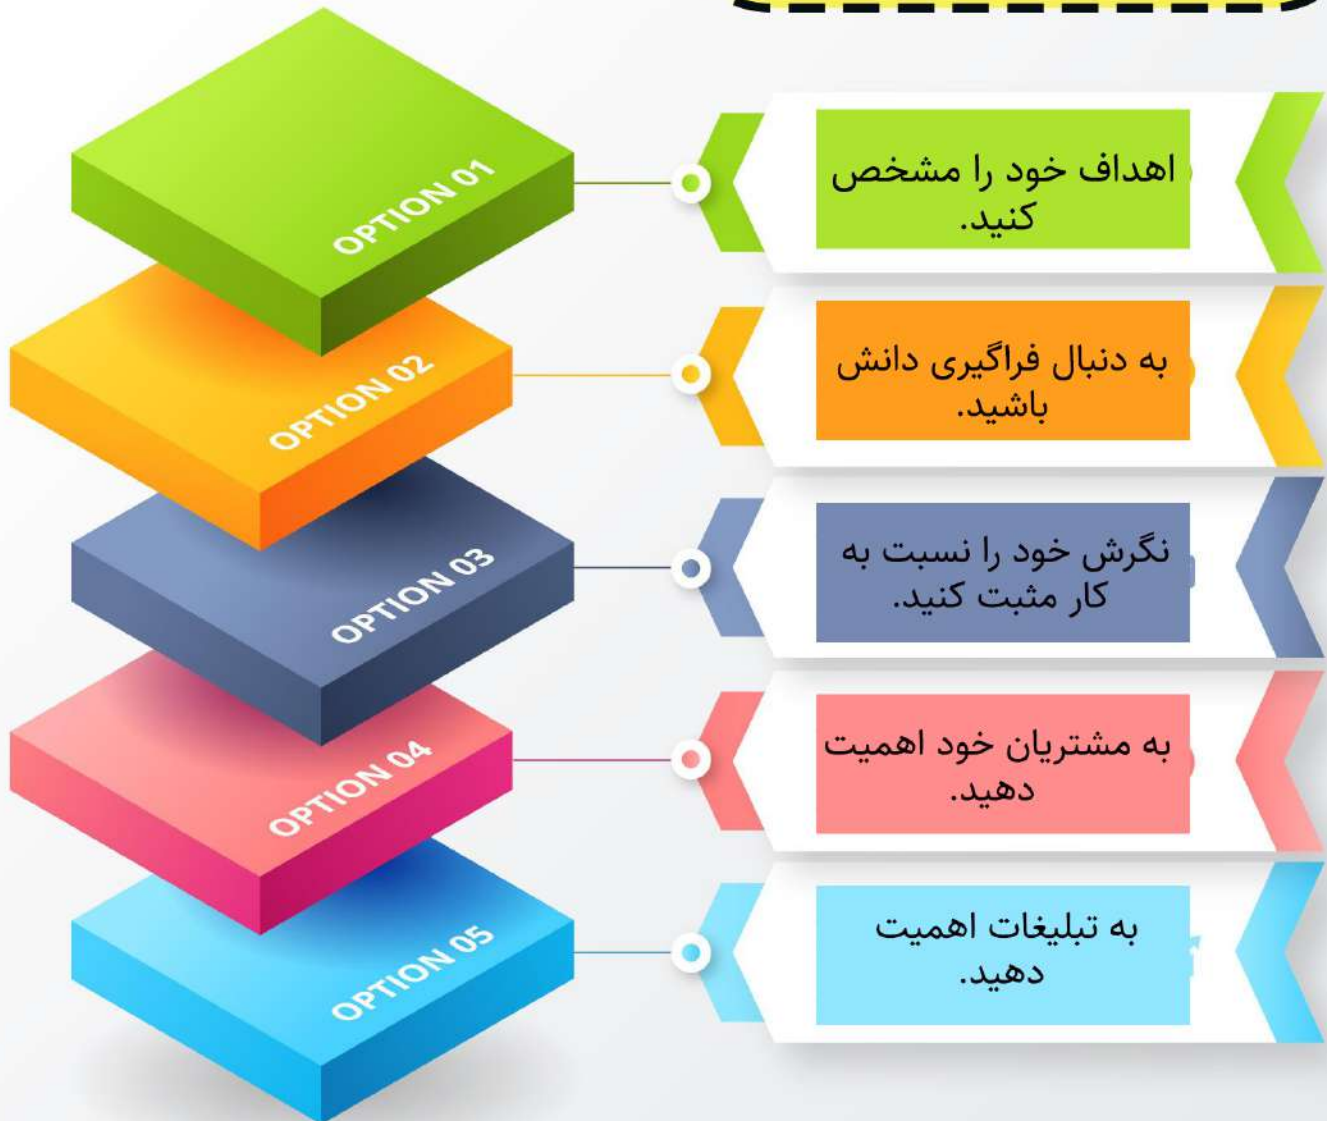 OPTION 01
اهداف خود را مشخص
کنید.
OPTION 02
به دنبال فراگیری دانش
باشید.
OPTION 03
نگرش خود را نسبت به
کار مثبت کنید.
OPTION 04
به مشتریان خود اهمیت
دهید.
OPTION 05
به تبلیغات اهمیت
دهید.